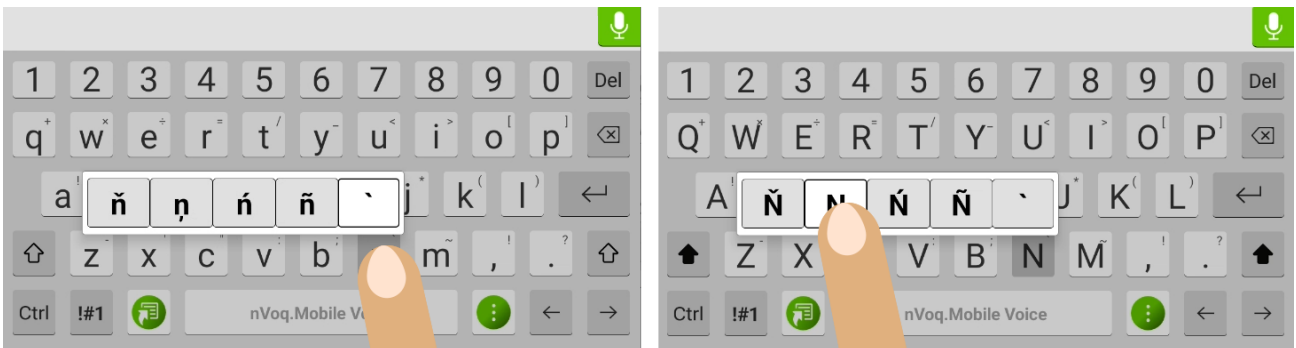 1 2 3 4 5 6 7 8 9 0 Del
q + w × e ÷ r = t / y - u < i > o [ p ]
a ! ň ņ ń ñ ` j * k ( l )
z - x c v b m ~ , ! . ?
Ctrl !#1 nVoq.Mobile
1 2 3 4 5 6 7 8 9 0 Del
Q + W × E ÷ R = T / Y - U < I > O [ P ]
A ! Ň Ń Ñ ` J * K ( L )
Z - X V B N M ~ , ! . ?
Ctrl !#1 nVoq.Mobile Voice